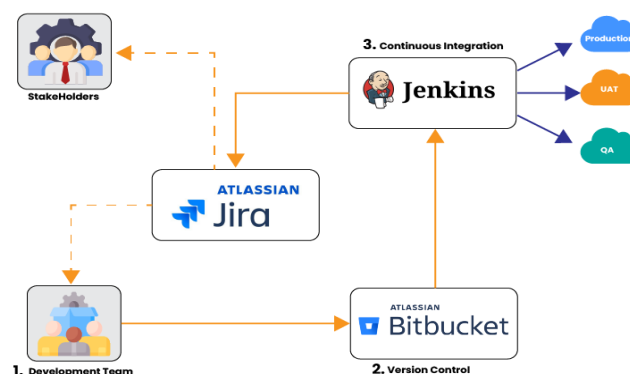 3. Continuous Integration
Production
StakeHolders
Jenkins
UAT
QA
ATLASSIAN
Jira
ATLASSIAN
Bitbucket
1. Development Team
2. Version Control